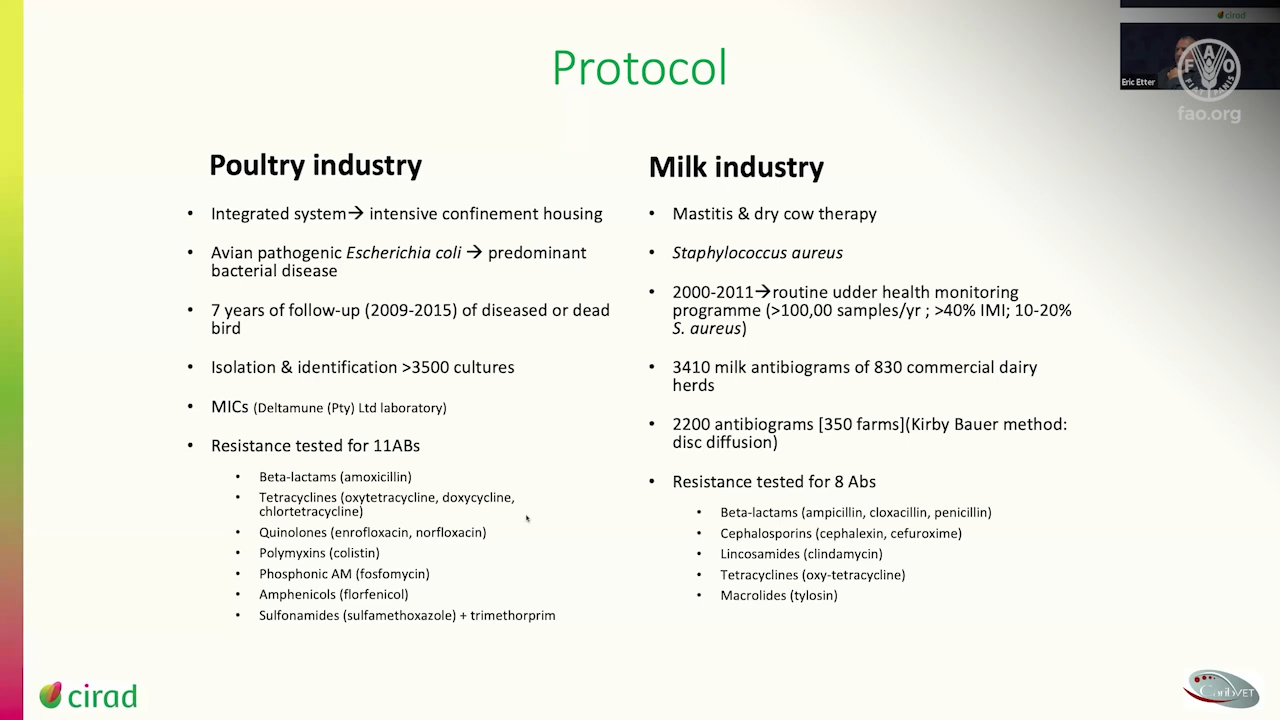 cirad
Protocol
Eric Etter
FAO
FIAT PANIS
fao.org
Poultry industry
• Integrated system→ intensive confinement housing
• Avian pathogenic Escherichia coli → predominant
bacterial disease
• 7 years of follow-up (2009-2015) of diseased or dead
bird
• Isolation & identification >3500 cultures
• MICs (Deltamune (Pty) Ltd laboratory)
• Resistance tested for 11ABs
• Beta-lactams (amoxicillin)
• Tetracyclines (oxytetracycline, doxycycline,
chlortetracycline)
• Quinolones (enrofloxacin, norfloxacin)
• Polymyxins (colistin)
• Phosphonic AM (fosfomycin)
• Amphenicols (florfenicol)
• Sulfonamides (sulfamethoxazole) + trimethorprim
Milk industry
• Mastitis & dry cow therapy
• Staphylococcus aureus
• 2000-2011→routine udder health monitoring
programme (>100,00 samples/yr ; >40% IMI; 10-20%
S. aureus)
• 3410 milk antibiograms of 830 commercial dairy
herds
• 2200 antibiograms [350 farms](Kirby Bauer method:
disc diffusion)
• Resistance tested for 8 Abs
• Beta-lactams (ampicillin, cloxacillin, penicillin)
• Cephalosporins (cephalexin, cefuroxime)
• Lincosamides (clindamycin)
• Tetracyclines (oxy-tetracycline)
• Macrolides (tylosin)
cirad
CaribVET